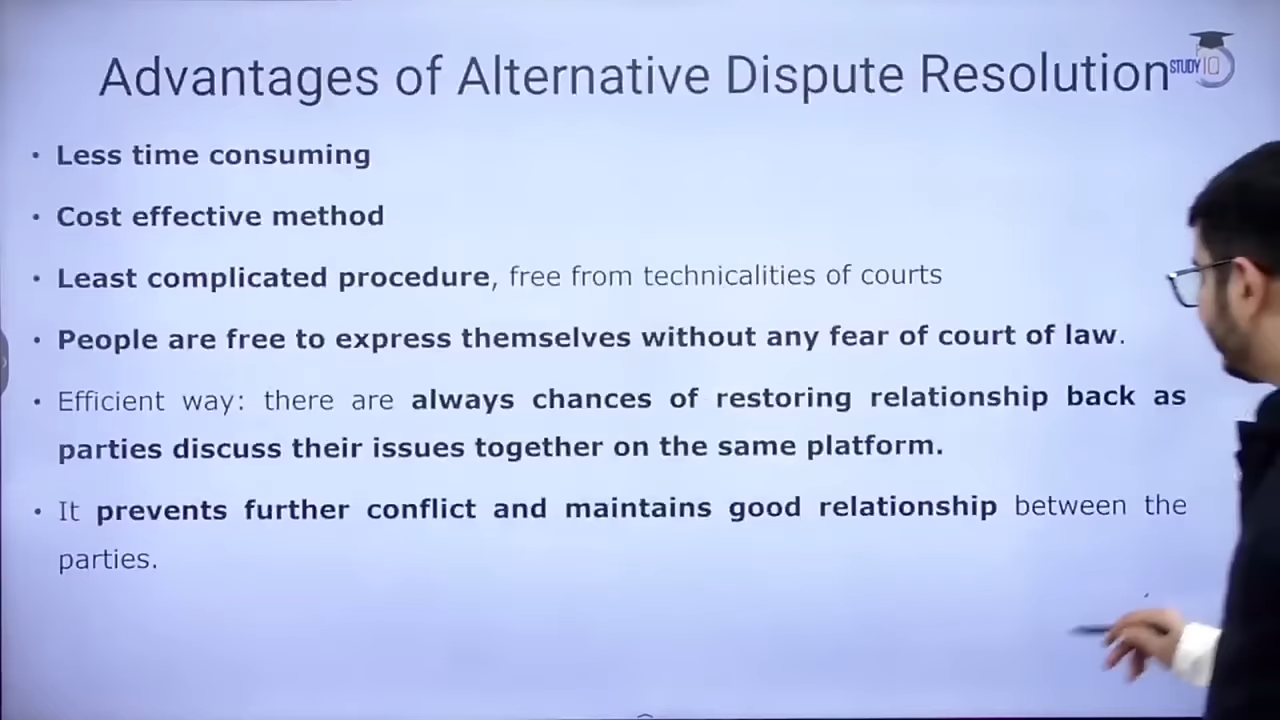 Advantages of Alternative Dispute Resolution
STUDY IQ
• Less time consuming
• Cost effective method
• Least complicated procedure, free from technicalities of courts
• People are free to express themselves without any fear of court of law.
• Efficient way: there are always chances of restoring relationship back as
parties discuss their issues together on the same platform.
• It prevents further conflict and maintains good relationship between the
parties.